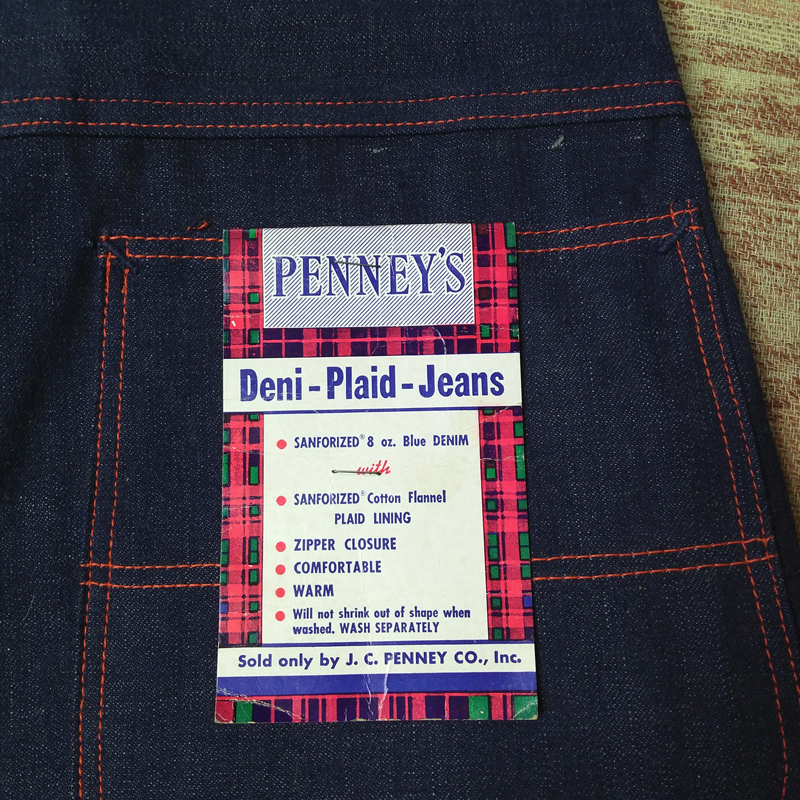 PENNEY'S
Deni-Plaid-Jeans
SANFORIZED® 8 oz. Blue DENIM
with
SANFORIZED® Cotton Flannel
PLAID LINING
ZIPPER CLOSURE
COMFORTABLE
WARM
Will not shrink out of shape when
washed. WASH SEPARATELY
Sold only by J. C. PENNEY CO., Inc.